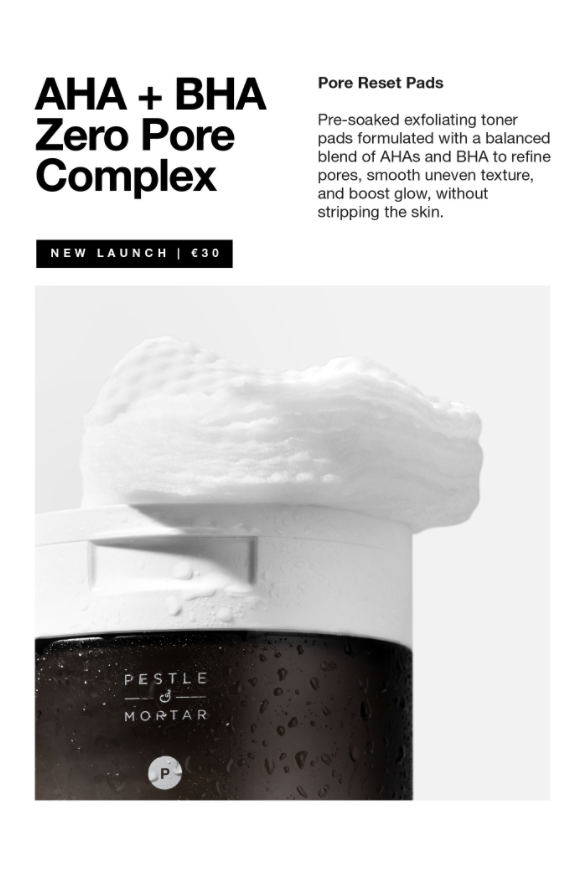 AHA + BHA
Zero Pore
Complex
NEW LAUNCH | €30
Pore Reset Pads
Pre-soaked exfoliating toner
pads formulated with a balanced
blend of AHAs and BHA to refine
pores, smooth uneven texture,
and boost glow, without
stripping the skin.
PESTLE
&
MORTAR
P